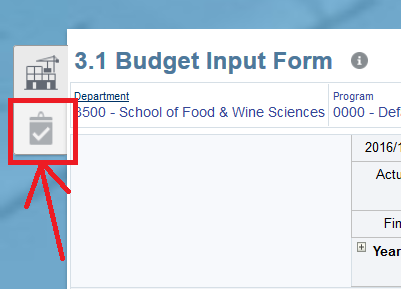 3.1 Budget Input Form
Department
Program
3500 - School of Food & Wine Sciences
0000 - Def
2016/1
Actu
Fin
Year